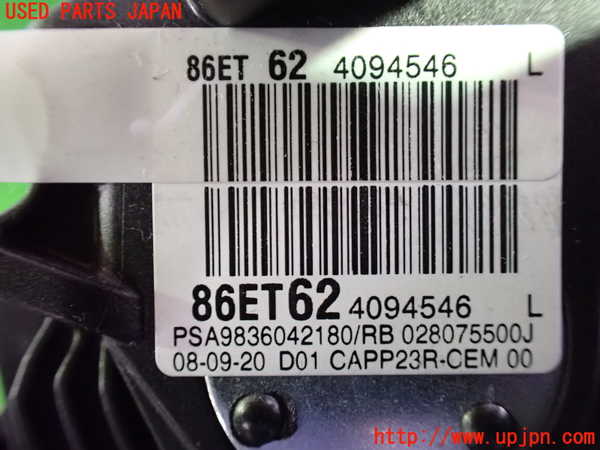 USED PARTS JAPAN
86ET 62 4094546 L
86ET62 4094546 L
PSA9836042180/RB 028075500J
08-09-20 D01 CAPP23R-CEM 00
http://www.upjpn.com/